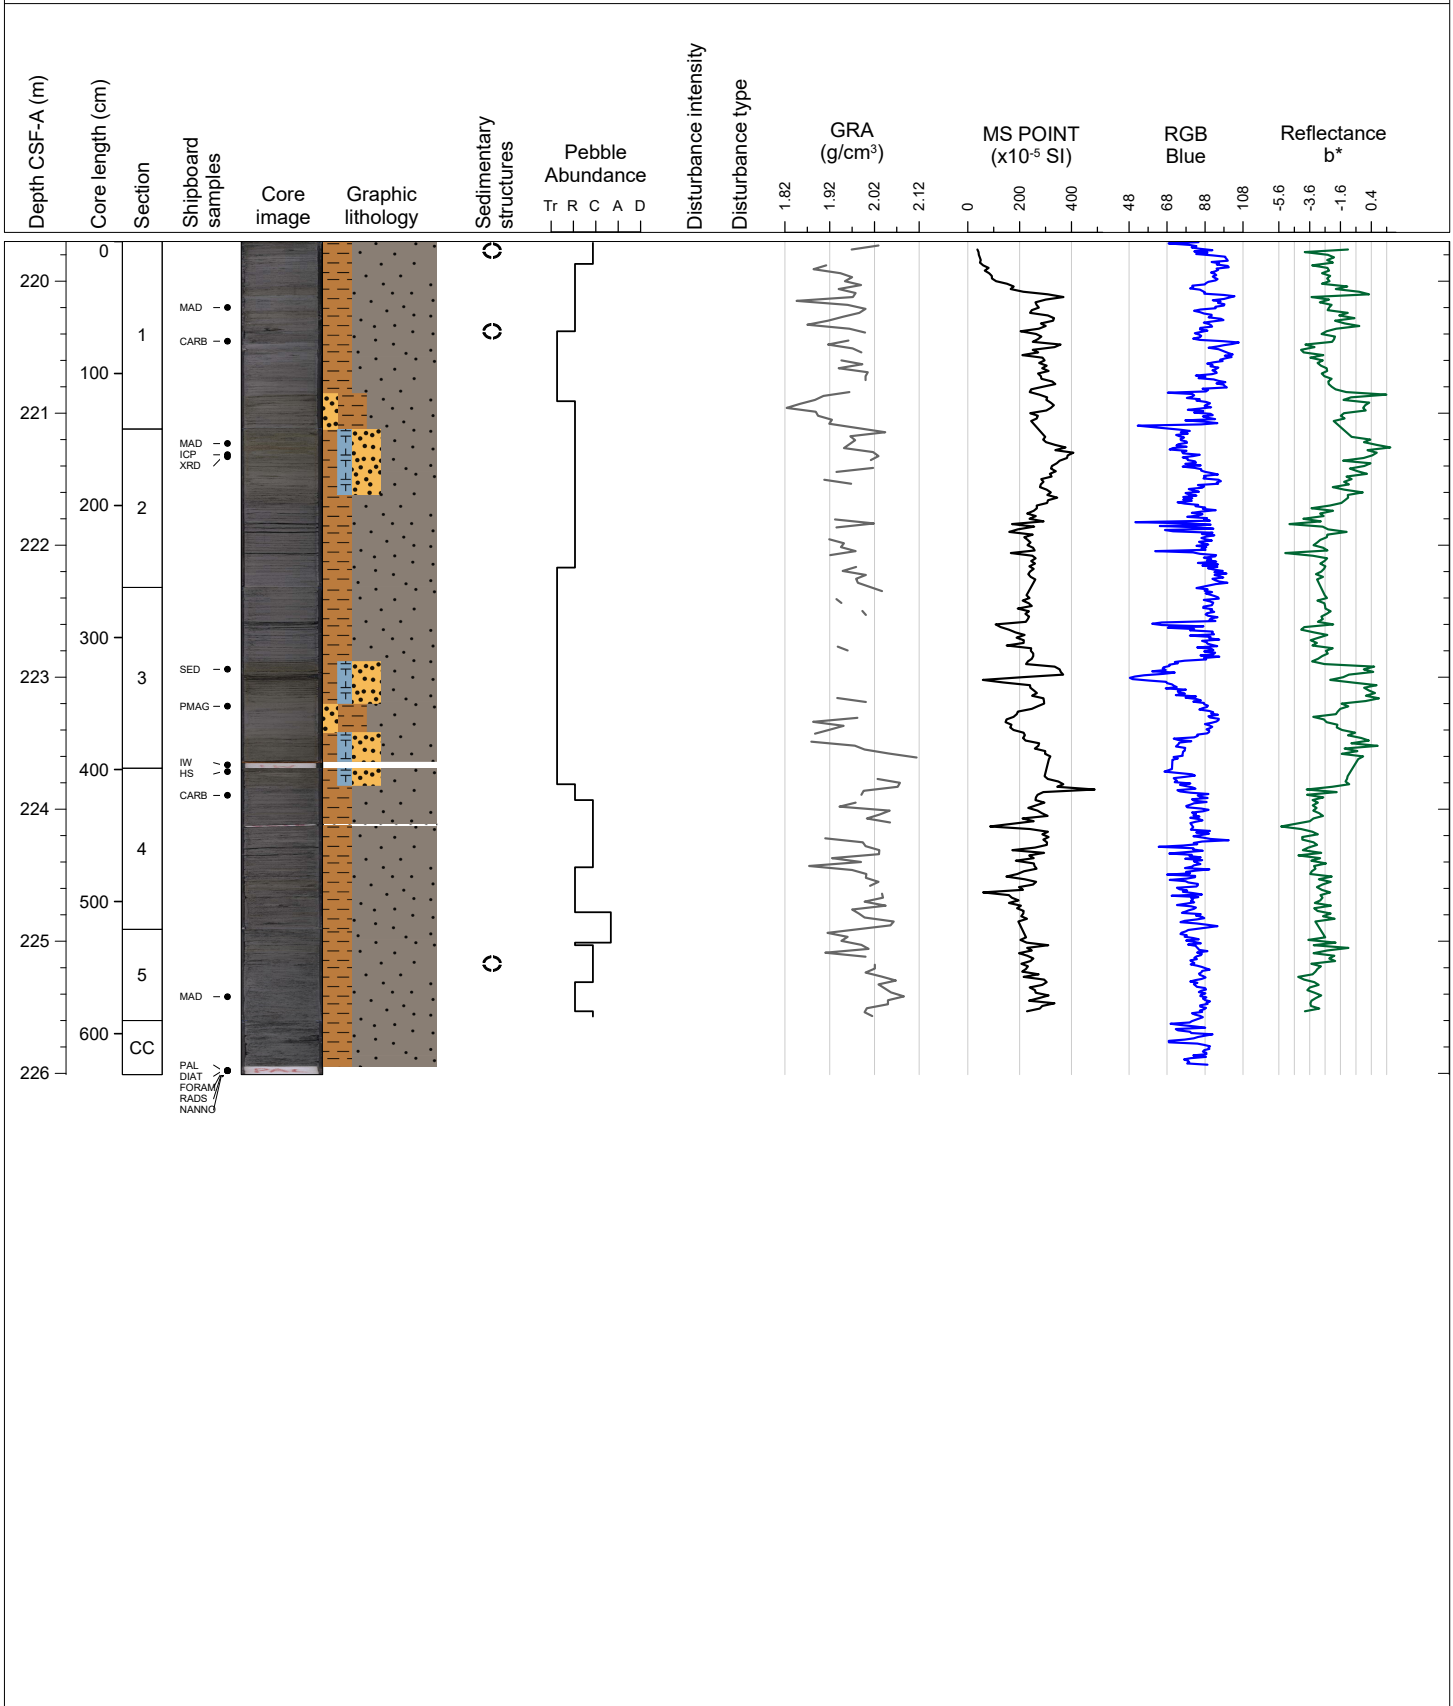 Depth CSF-A (m)
Core length (cm)
Section
Shipboard
samples
Core
image
Graphic
lithology
Sedimentary
structures
Pebble
Abundance
Tr R C A D
Disturbance intensity
Disturbance type
GRA
(g/cm³)
1.82 1.92 2.02 2.12
MS POINT
(x10⁻⁵ SI)
0 200 400
RGB
Blue
48 68 88 108
Reflectance
b*
-5.6 -3.6 -1.6 0.4
0
220
MAD
1
CARB
100
221
MAD
ICP
XRD
200
2
222
300
SED
223
3
PMAG
IW
400
HS
CARB
224
4
500
225
5
MAD
600
CC
PAL
226
DIAT
FORAM
RADS
NANNO
PAL